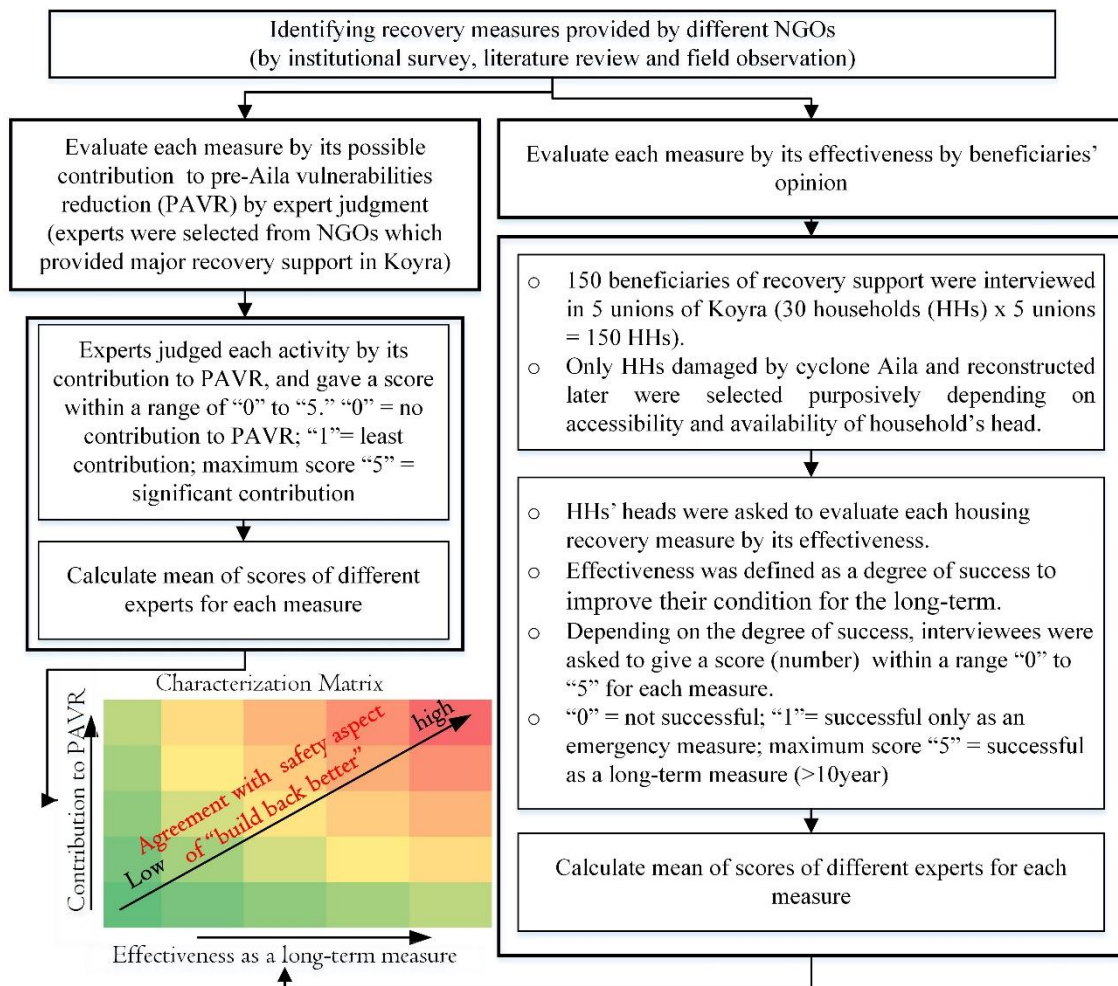 Identifying recovery measures provided by different NGOs
(by institutional survey, literature review and field observation)
Evaluate each measure by its possible
contribution to pre-Aila vulnerabilities
reduction (PAVR) by expert judgment
(experts were selected from NGOs which
provided major recovery support in Koyra)
Experts judged each activity by its
contribution to PAVR, and gave a score
within a range of “0” to “5.” “0” = no
contribution to PAVR; “1”= least
contribution; maximum score “5” =
significant contribution
Calculate mean of scores of different
experts for each measure
Characterization Matrix
Contribution to PAVR
Low
Agreement with safety aspect
of “build back better”
high
Effectiveness as a long-term measure
Evaluate each measure by its effectiveness by beneficiaries’
opinion
o 150 beneficiaries of recovery support were interviewed
in 5 unions of Koyra (30 households (HHs) x 5 unions
= 150 HHs).
o Only HHs damaged by cyclone Aila and reconstructed
later were selected purposively depending on
accessibility and availability of household’s head.
o HHs’ heads were asked to evaluate each housing
recovery measure by its effectiveness.
o Effectiveness was defined as a degree of success to
improve their condition for the long-term.
o Depending on the degree of success, interviewees were
asked to give a score (number) within a range “0” to
“5” for each measure.
o “0” = not successful; “1”= successful only as an
emergency measure; maximum score “5” = successful
as a long-term measure (>10year)
Calculate mean of scores of different experts for each
measure